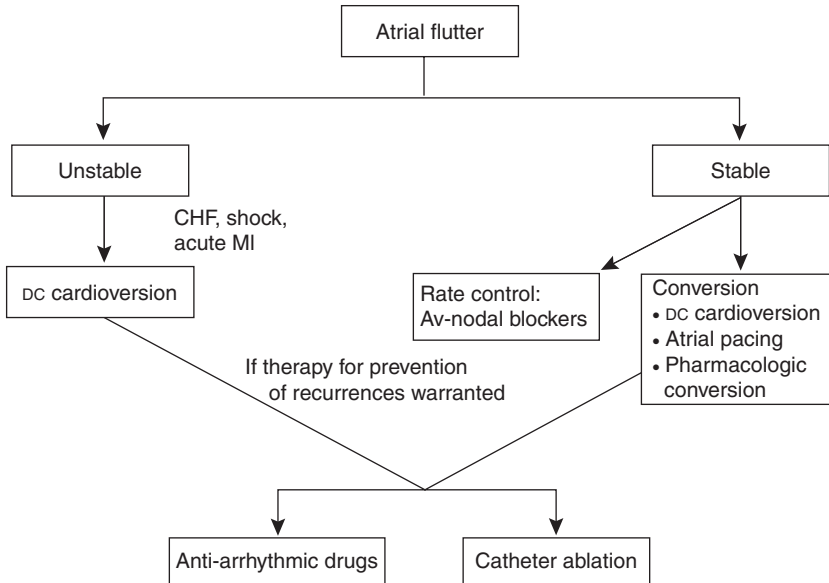 Atrial flutter
Unstable
Stable
CHF, shock,
acute MI
DC cardioversion
Rate control:
Av-nodal blockers
Conversion
• DC cardioversion
• Atrial pacing
• Pharmacologic
conversion
If therapy for prevention
of recurrences warranted
Anti-arrhythmic drugs
Catheter ablation